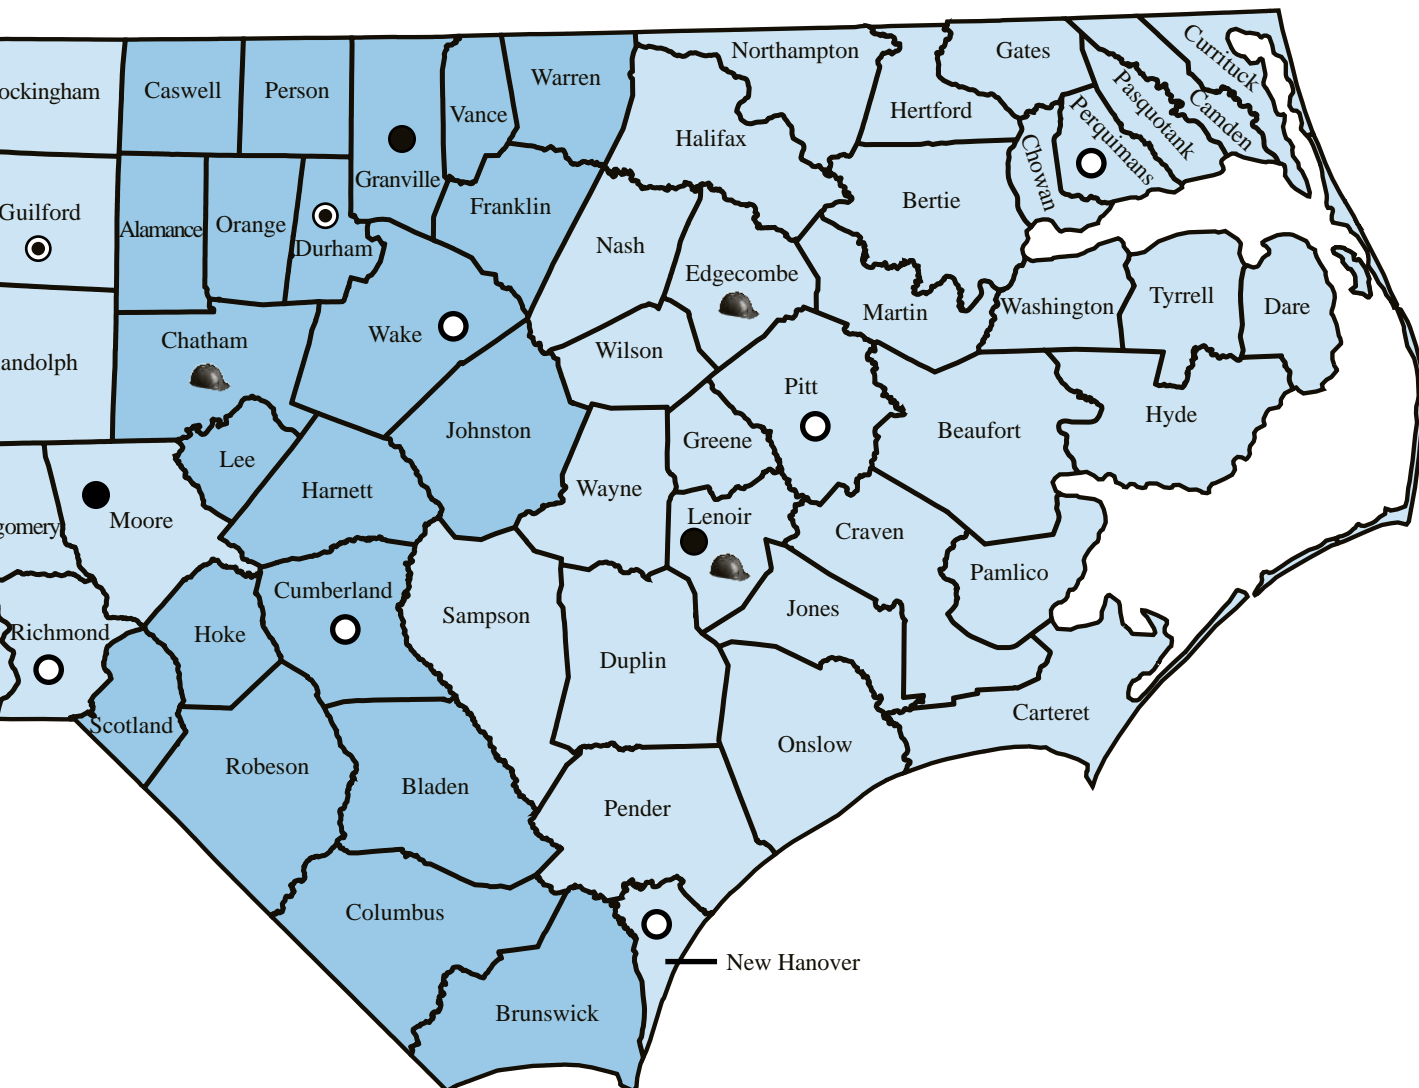 Northampton
Gates
Currituck
Warren
Caswell
Person
ockingham
Pasquotank
Camden
Vance
Hertford
Perquimans
Halifax
Chowan
Granville
Bertie
Franklin
Guilford
Orange
Alamance
Durham
Nash
Edgecombe
Tyrrell
Washington
Dare
Martin
Wake
Chatham
Wilson
andolph
Pitt
Hyde
Johnston
Beaufort
Greene
Lee
Harnett
Wayne
Lenoir
Moore
gomery
Craven
Pamlico
Cumberland
Jones
Sampson
Richmond
Hoke
Duplin
Carteret
Scotland
Onslow
Robeson
Bladen
Pender
Columbus
New Hanover
Brunswick